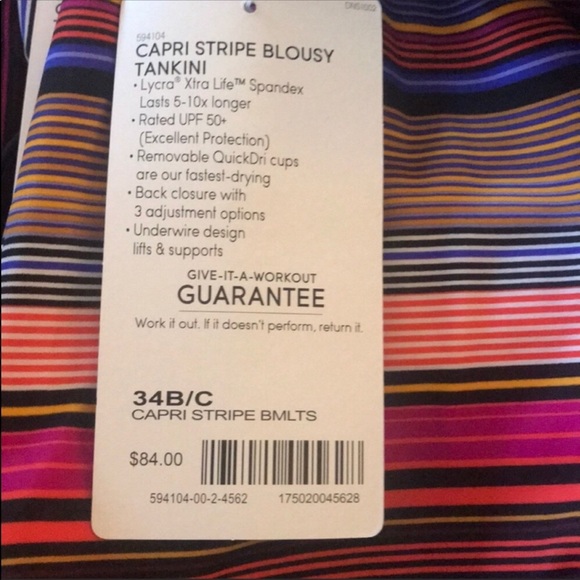 DNS1002
594104
CAPRI STRIPE BLOUSY
TANKINI
• Lycra® Xtra Life™ Spandex
Lasts 5-10x longer
• Rated UPF 50+
(Excellent Protection)
• Removable QuickDri cups
are our fastest-drying
• Back closure with
3 adjustment options
• Underwire design
lifts & supports
GIVE-IT-A-WORKOUT
GUARANTEE
Work it out. If it doesn't perform, return it.
34B/C
CAPRI STRIPE BMLTS
$84.00
594104-00-2-4562 175020045628